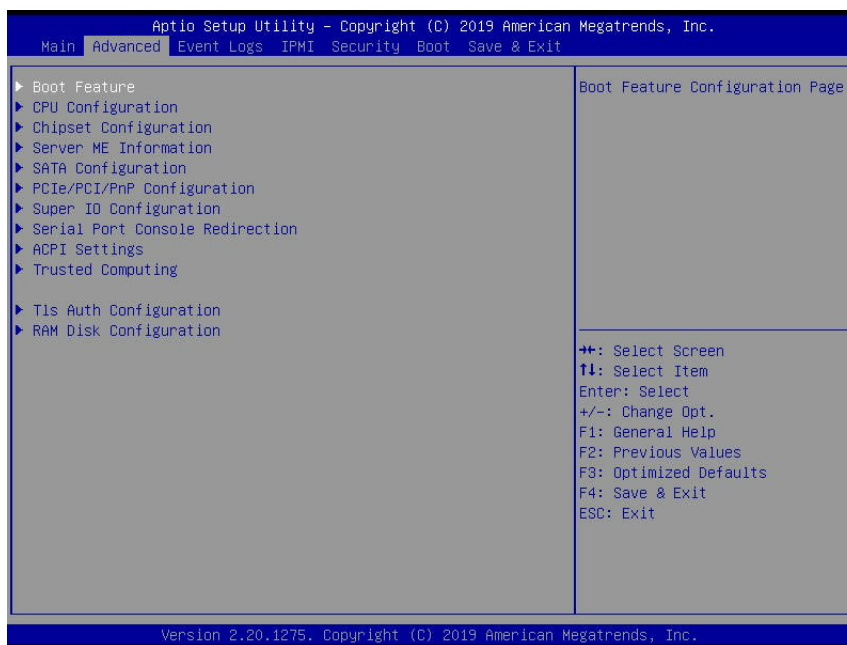 Aptio Setup Utility – Copyright (C) 2019 American Megatrends, Inc.
Main Advanced Event Logs IPMI Security Boot Save & Exit
Boot Feature
CPU Configuration
Chipset Configuration
Server ME Information
SATA Configuration
PCIe/PCI/PnP Configuration
Super IO Configuration
Serial Port Console Redirection
ACPI Settings
Trusted Computing
Tls Auth Configuration
RAM Disk Configuration
Boot Feature Configuration Page
→←: Select Screen
↑↓: Select Item
Enter: Select
+/-: Change Opt.
F1: General Help
F2: Previous Values
F3: Optimized Defaults
F4: Save & Exit
ESC: Exit
Version 2.20.1275. Copyright (C) 2019 American Megatrends, Inc.